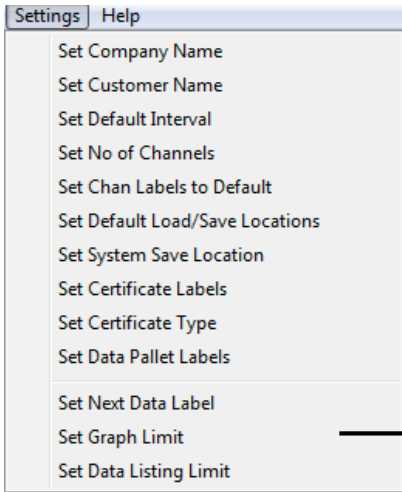 Settings Help
Set Company Name
Set Customer Name
Set Default Interval
Set No of Channels
Set Chan Labels to Default
Set Default Load/Save Locations
Set System Save Location
Set Certificate Labels
Set Certificate Type
Set Data Pallet Labels
Set Next Data Label
Set Graph Limit
Set Data Listing Limit